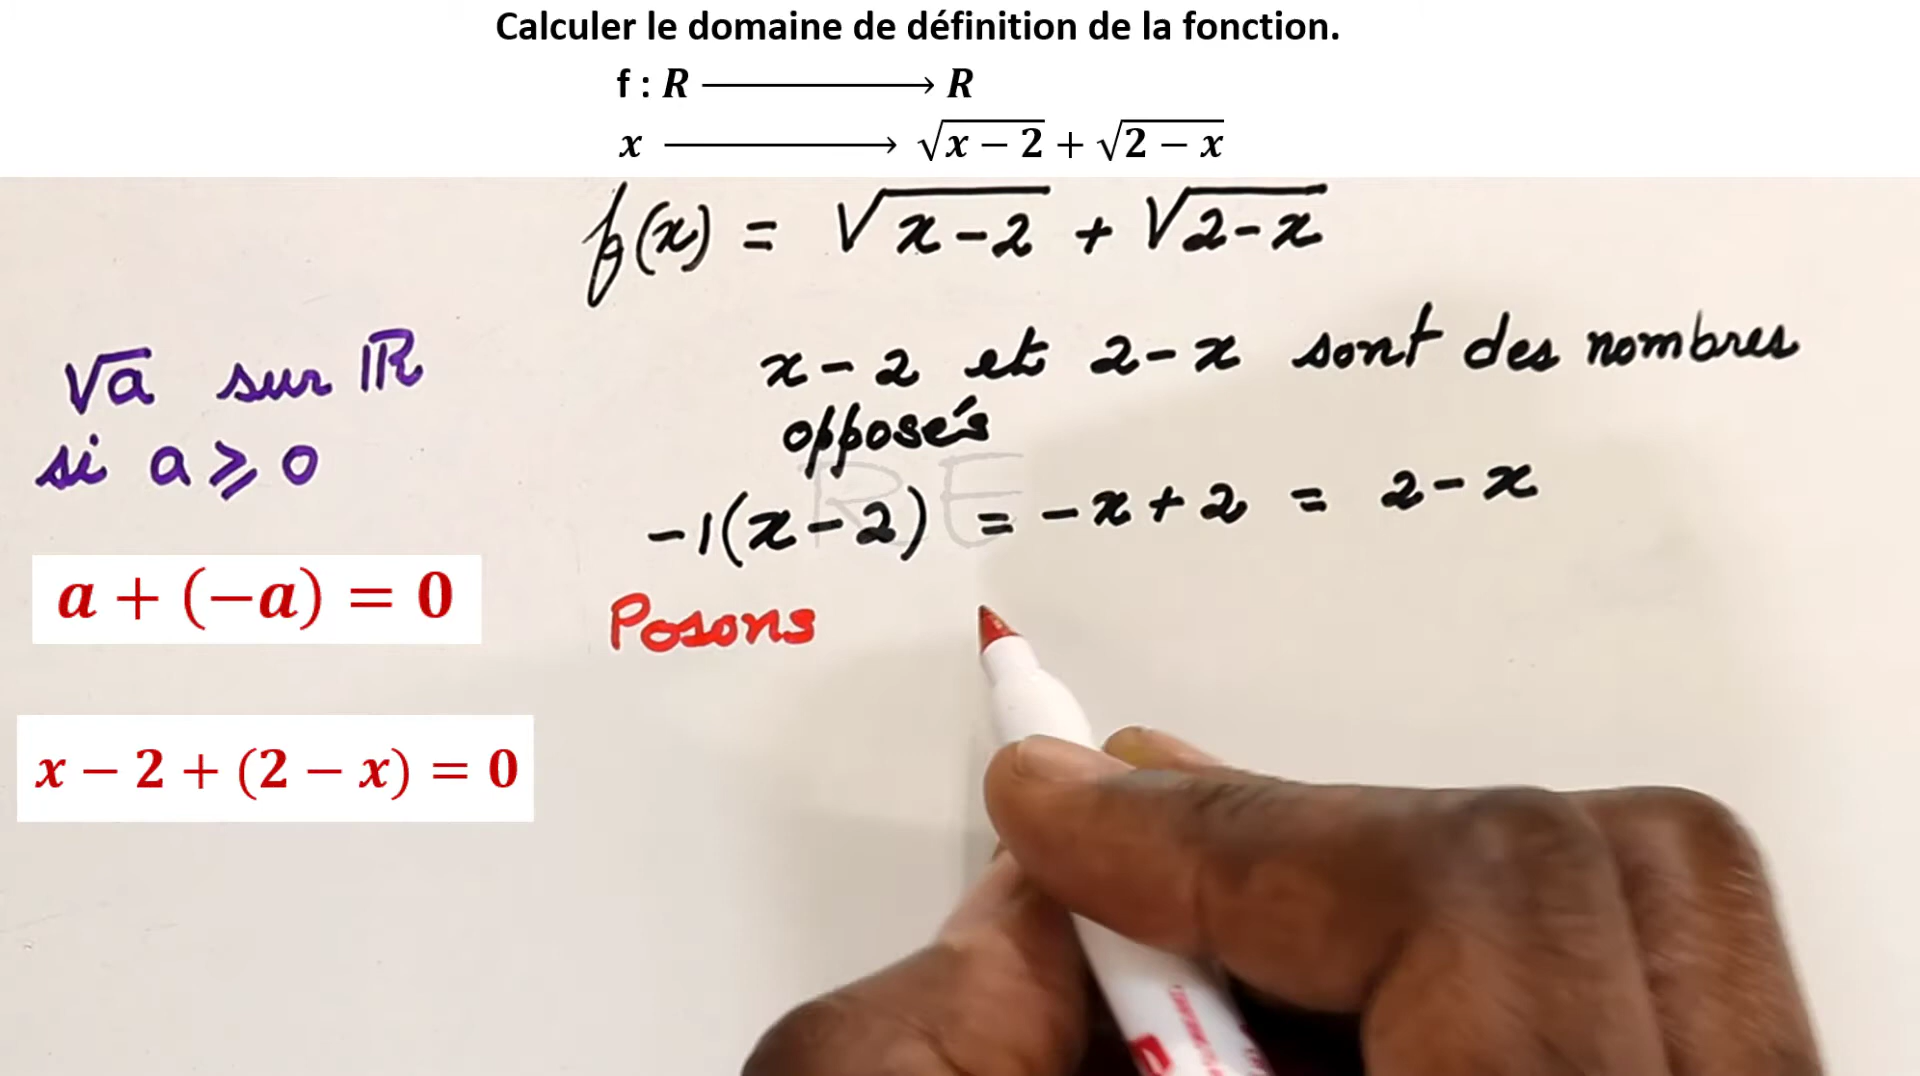 Calculer le domaine de définition de la fonction.
f : R ⟶ R
x ⟶ √(x − 2) + √(2 − x)
f(x) = √(x-2) + √(2-x)
x-2 et 2-x sont des nombres
opposés
-1(x-2) = -x+2 = 2-x
Posons
√a sur ℝ
si a ⩾ 0
a + (−a) = 0
x − 2 + (2 − x) = 0
RE